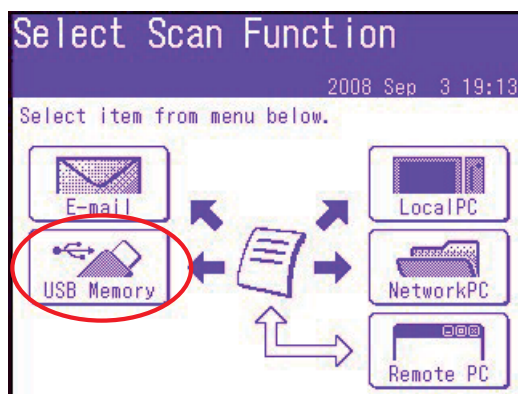 Select Scan Function
2008 Sep 3 19:13
Select item from menu below.
E-mail
LocalPC
USB Memory
NetworkPC
Remote PC